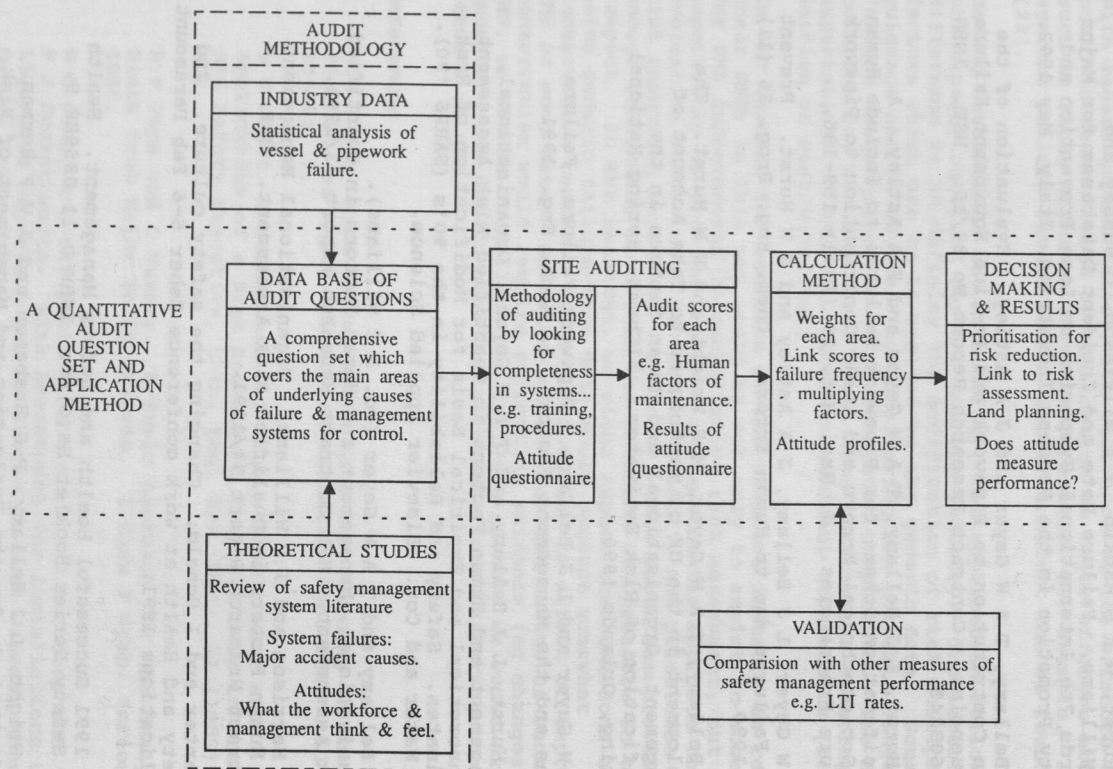 AUDIT
METHODOLOGY
INDUSTRY DATA
Statistical analysis of
vessel & pipework
failure.
A QUANTITATIVE
AUDIT
QUESTION
SET AND
APPLICATION
METHOD
DATA BASE OF
AUDIT QUESTIONS
A comprehensive
question set which
covers the main areas
of underlying causes
of failure & management
systems for control.
SITE AUDITING
Methodology
of auditing
by looking
for
completeness
in systems...
e.g. training,
procedures.
Attitude
questionnaire.
Audit scores
for each
area
e.g. Human
factors of
maintenance.
Results of
attitude
questionnaire
CALCULATION
METHOD
Weights for
each area.
Link scores to
failure frequency
multiplying
factors.
Attitude profiles.
DECISION
MAKING
& RESULTS
Prioritisation for
risk reduction.
Link to risk
assessment.
Land planning.
Does attitude
measure
performance?
THEORETICAL STUDIES
Review of safety management
system literature
System failures:
Major accident causes.
Attitudes:
What the workforce &
management think & feel.
VALIDATION
Comparision with other measures of
safety management performance
e.g. LTI rates.